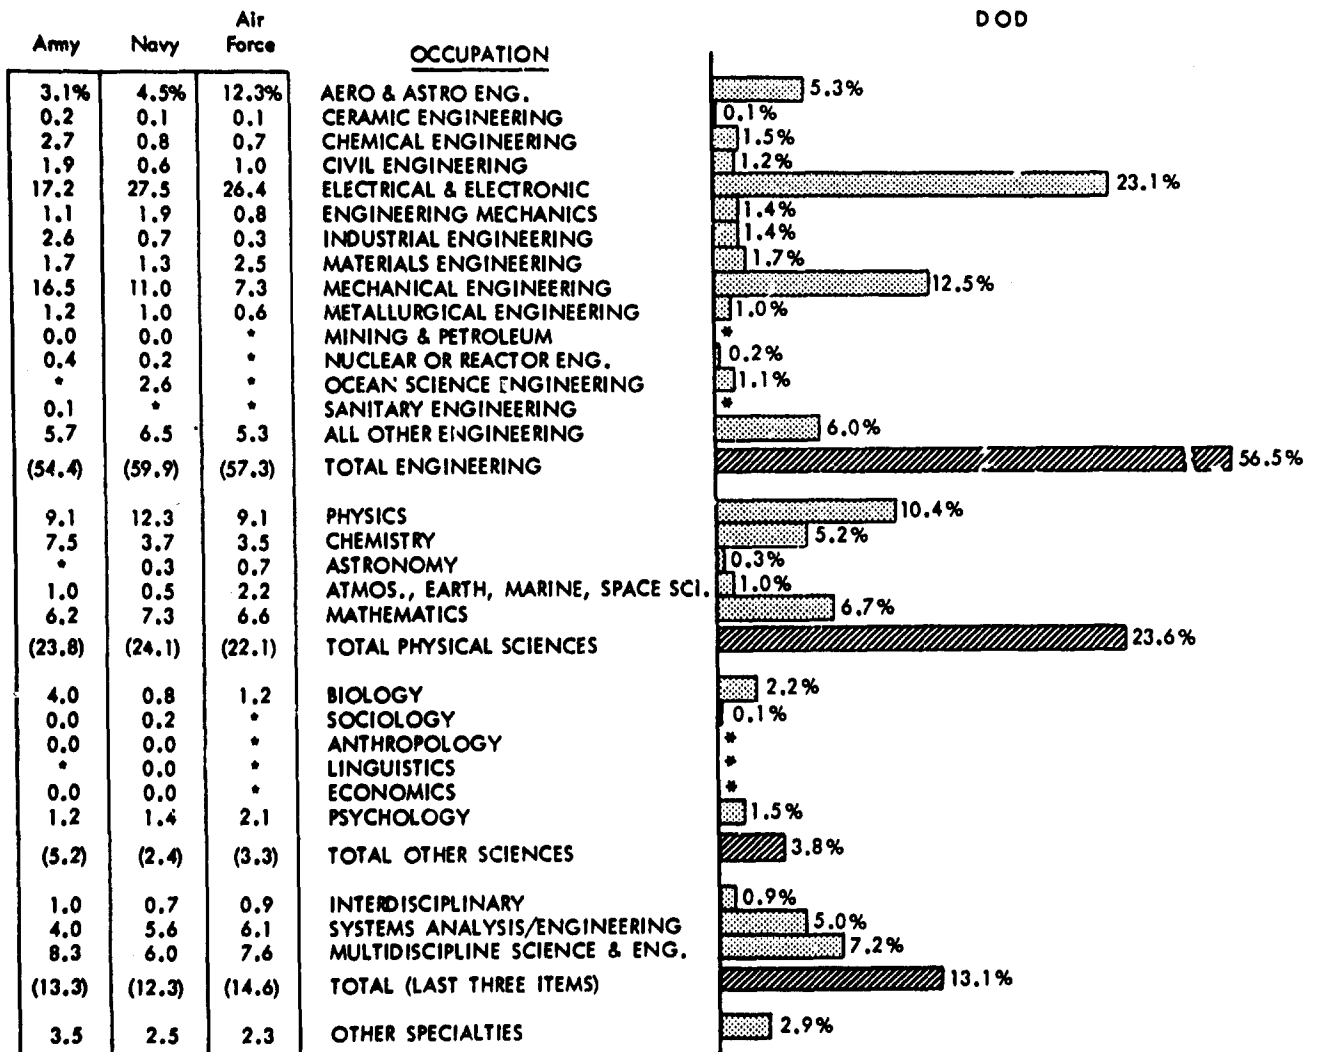 Army Navy Air Force OCCUPATION DOD
3.1% 4.5% 12.3% AERO & ASTRO ENG. 5.3%
0.2 0.1 0.1 CERAMIC ENGINEERING 0.1%
2.7 0.8 0.7 CHEMICAL ENGINEERING 1.5%
1.9 0.6 1.0 CIVIL ENGINEERING 1.2%
17.2 27.5 26.4 ELECTRICAL & ELECTRONIC 23.1%
1.1 1.9 0.8 ENGINEERING MECHANICS 1.4%
2.6 0.7 0.3 INDUSTRIAL ENGINEERING 1.4%
1.7 1.3 2.5 MATERIALS ENGINEERING 1.7%
16.5 11.0 7.3 MECHANICAL ENGINEERING 12.5%
1.2 1.0 0.6 METALLURGICAL ENGINEERING 1.0%
0.0 0.0 * MINING & PETROLEUM *
0.4 0.2 * NUCLEAR OR REACTOR ENG. 0.2%
* 2.6 * OCEAN SCIENCE ENGINEERING 1.1%
0.1 * * SANITARY ENGINEERING *
5.7 6.5 5.3 ALL OTHER ENGINEERING 6.0%
(54.4) (59.9) (57.3) TOTAL ENGINEERING 56.5%
9.1 12.3 9.1 PHYSICS 10.4%
7.5 3.7 3.5 CHEMISTRY 5.2%
* 0.3 0.7 ASTRONOMY 0.3%
1.0 0.5 2.2 ATMOS., EARTH, MARINE, SPACE SCI. 1.0%
6.2 7.3 6.6 MATHEMATICS 6.7%
(23.8) (24.1) (22.1) TOTAL PHYSICAL SCIENCES 23.6%
4.0 0.8 1.2 BIOLOGY 2.2%
0.0 0.2 * SOCIOLOGY 0.1%
0.0 0.0 * ANTHROPOLOGY *
* 0.0 * LINGUISTICS *
0.0 0.0 * ECONOMICS *
1.2 1.4 2.1 PSYCHOLOGY 1.5%
(5.2) (2.4) (3.3) TOTAL OTHER SCIENCES 3.8%
1.0 0.7 0.9 INTERDISCIPLINARY 0.9%
4.0 5.6 6.1 SYSTEMS ANALYSIS/ENGINEERING 5.0%
8.3 6.0 7.6 MULTIDISCIPLINE SCIENCE & ENG. 7.2%
(13.3) (12.3) (14.6) TOTAL (LAST THREE ITEMS) 13.1%
3.5 2.5 2.3 OTHER SPECIALTIES 2.9%